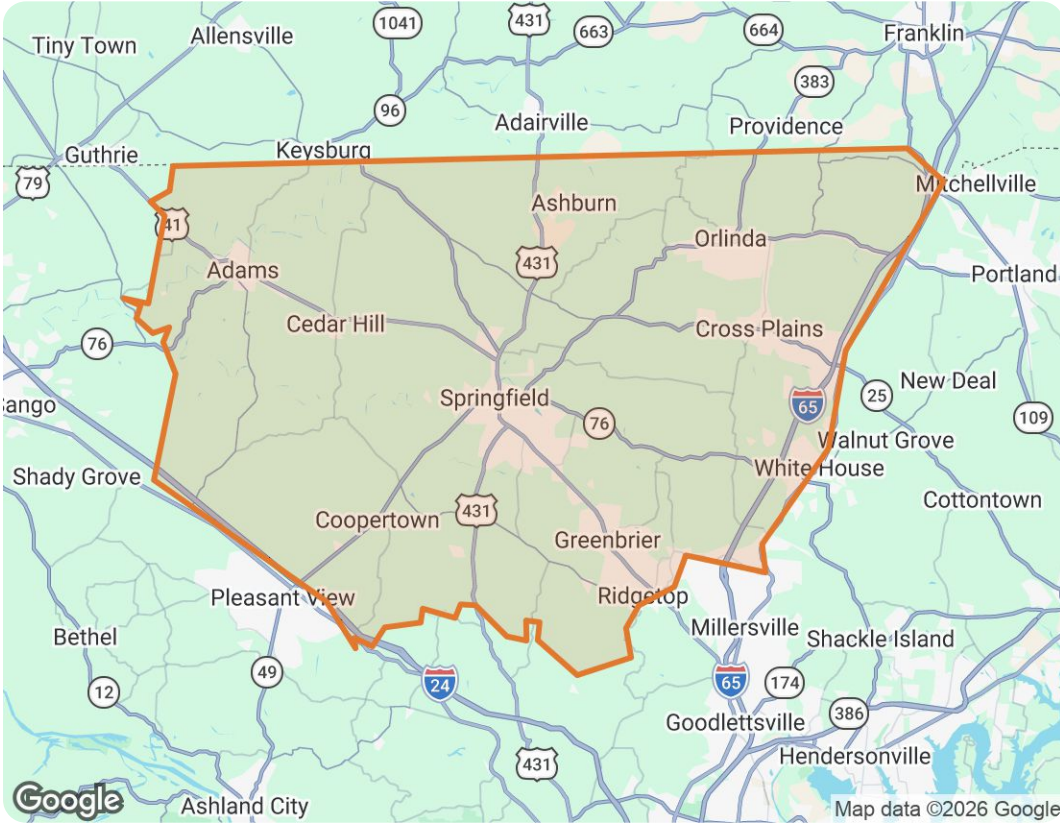 1041
431
663
664
Franklin
Tiny Town
Allensville
383
96
Adairville
Providence
Guthrie
Keysburg
79
Mitchellville
Ashburn
41
Orlinda
Adams
431
Portland
Cedar Hill
Cross Plains
76
New Deal
Springfield
65
25
Sango
76
109
Walnut Grove
White House
Shady Grove
Cottontown
Coopertown
431
Greenbrier
Pleasant View
Ridgetop
Bethel
Millersville
Shackle Island
49
24
65
174
12
386
Goodlettsville
431
Hendersonville
Google
Ashland City
Map data ©2026 Google